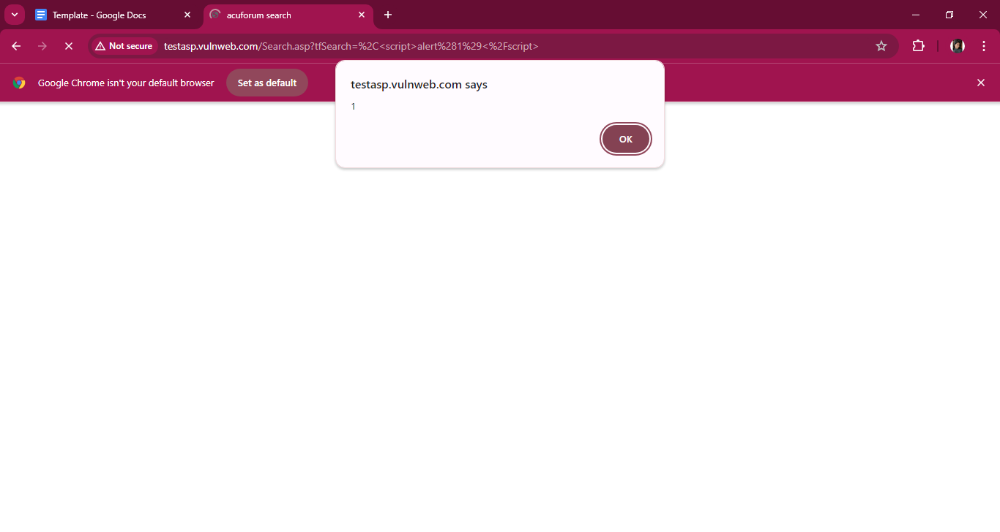 Template - Google Docs
acuforum search
Not secure
testasp.vulnweb.com/Search.asp?tfSearch=%2C<script>alert%281%29<%2Fscript>
Google Chrome isn't your default browser
Set as default
testasp.vulnweb.com says
1
OK